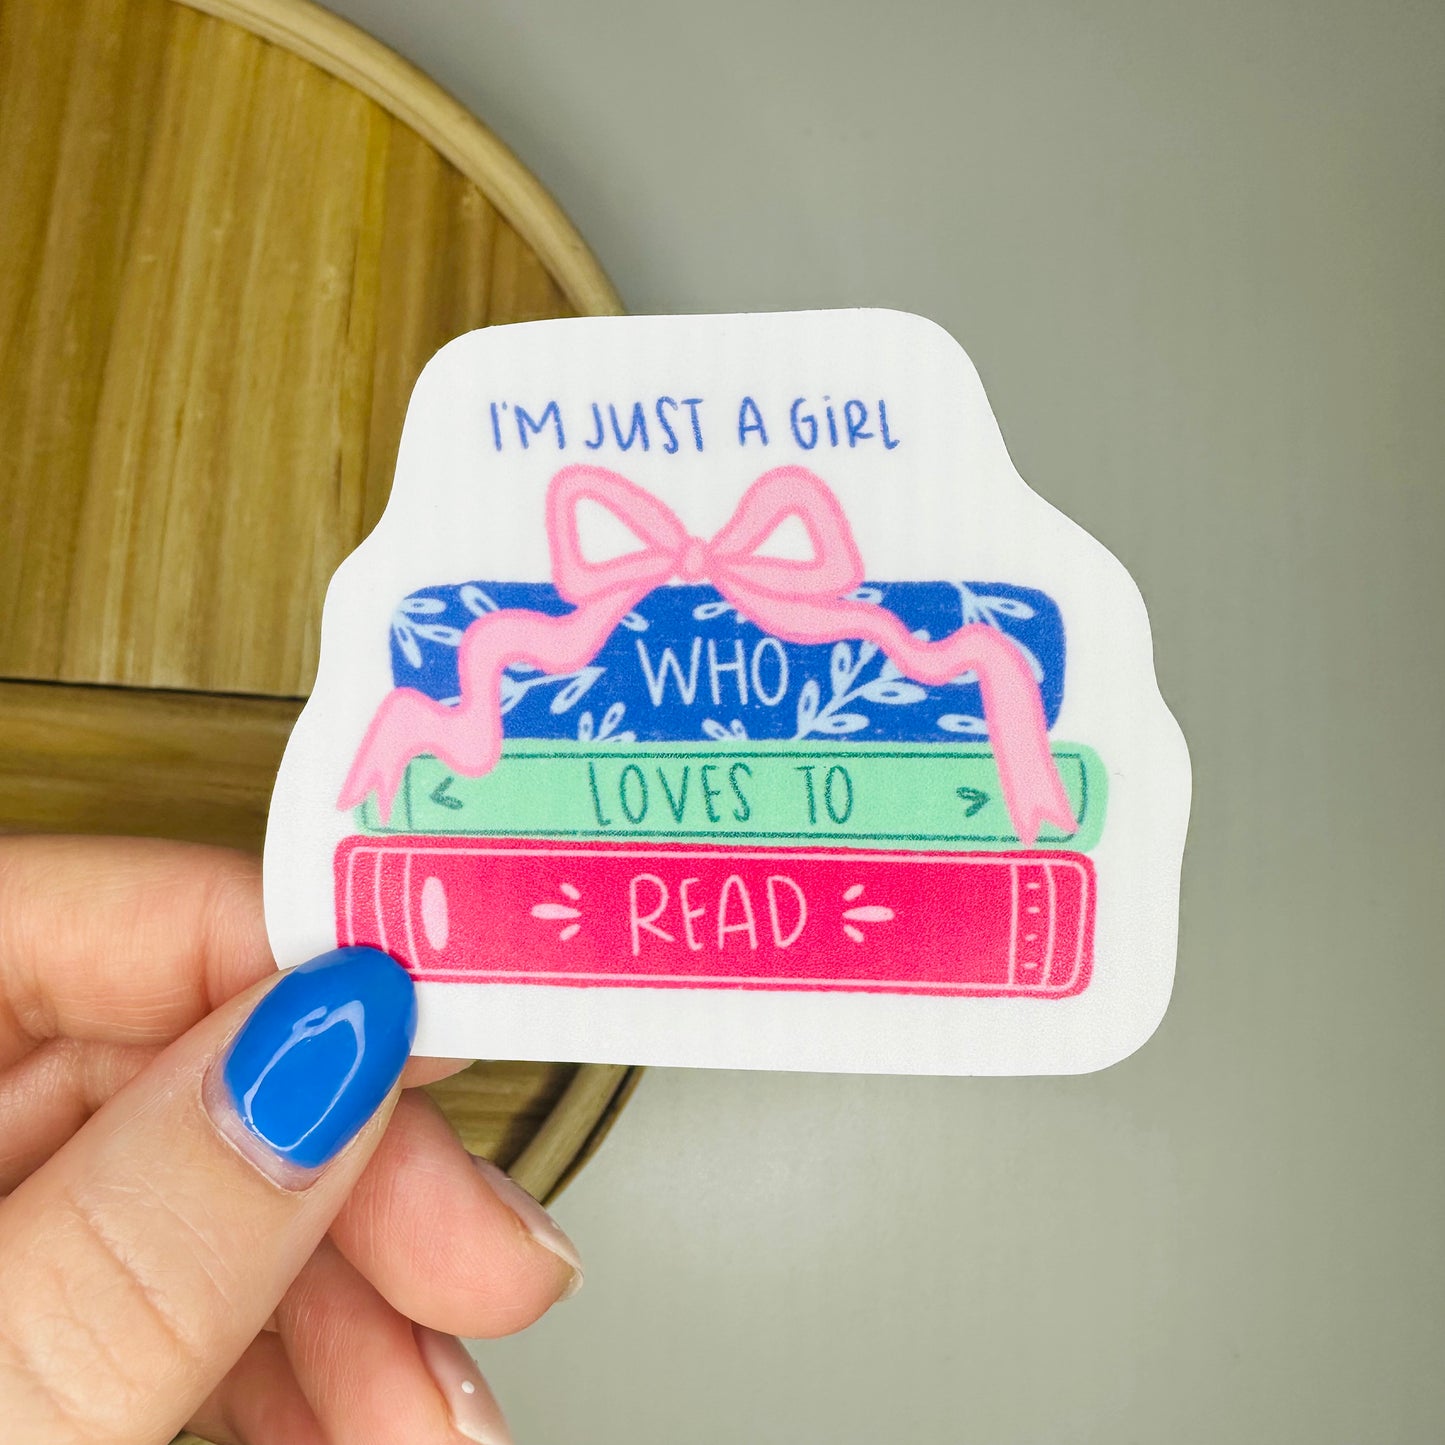 I'M JUST A GIRL
WHO
LOVES TO
READ